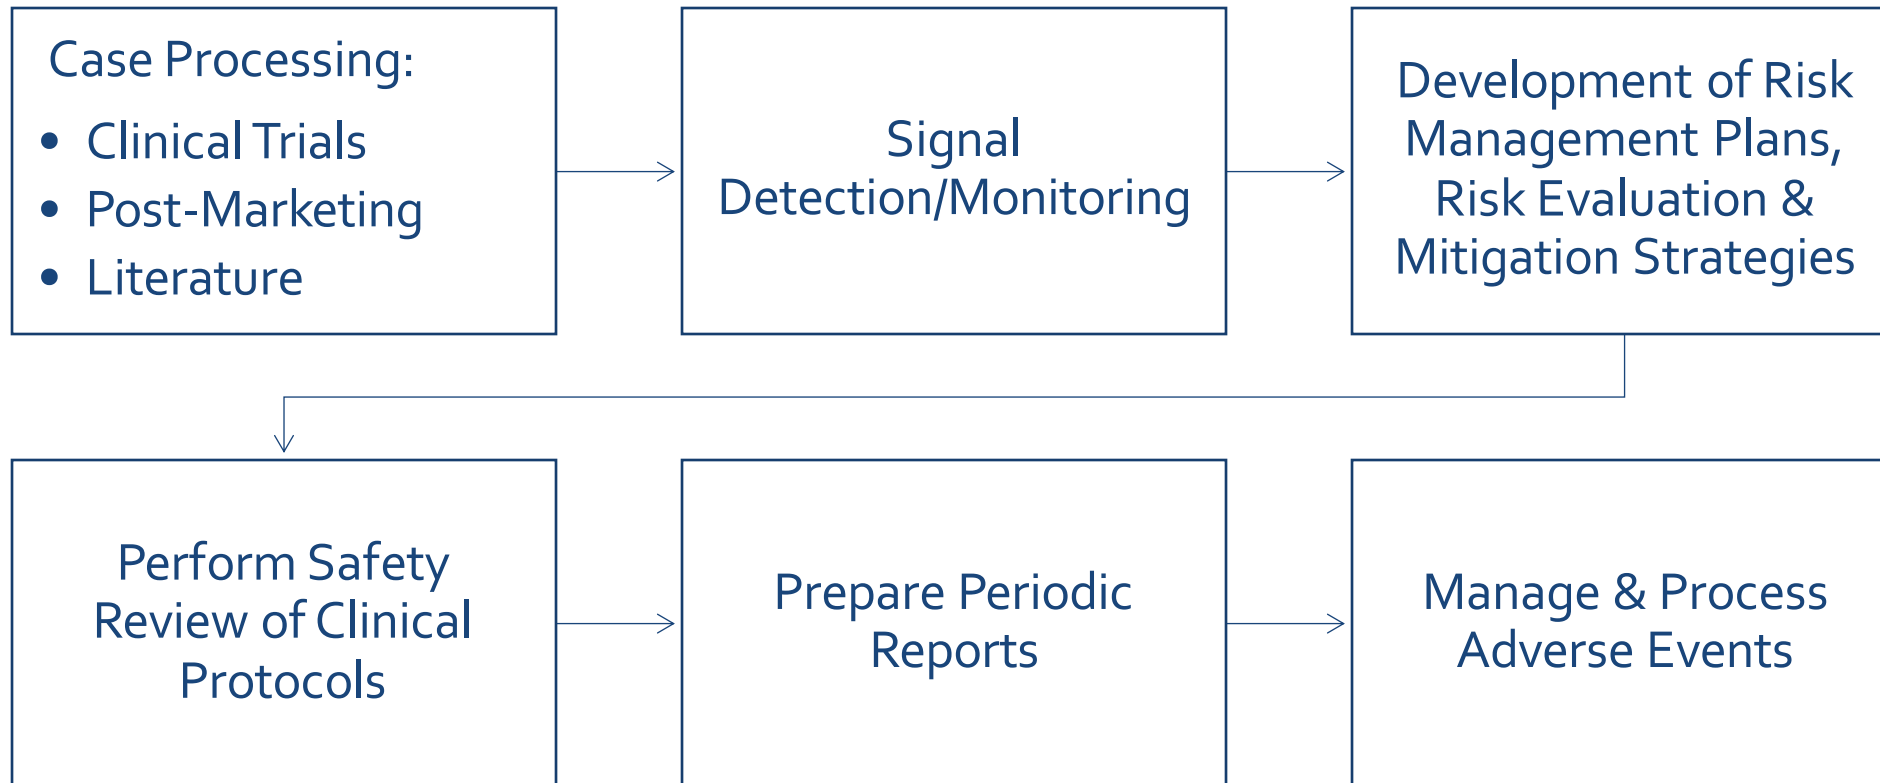 Case Processing:
• Clinical Trials
• Post-Marketing
• Literature
Signal
Detection/Monitoring
Development of Risk
Management Plans,
Risk Evaluation &
Mitigation Strategies
Perform Safety
Review of Clinical
Protocols
Prepare Periodic
Reports
Manage & Process
Adverse Events